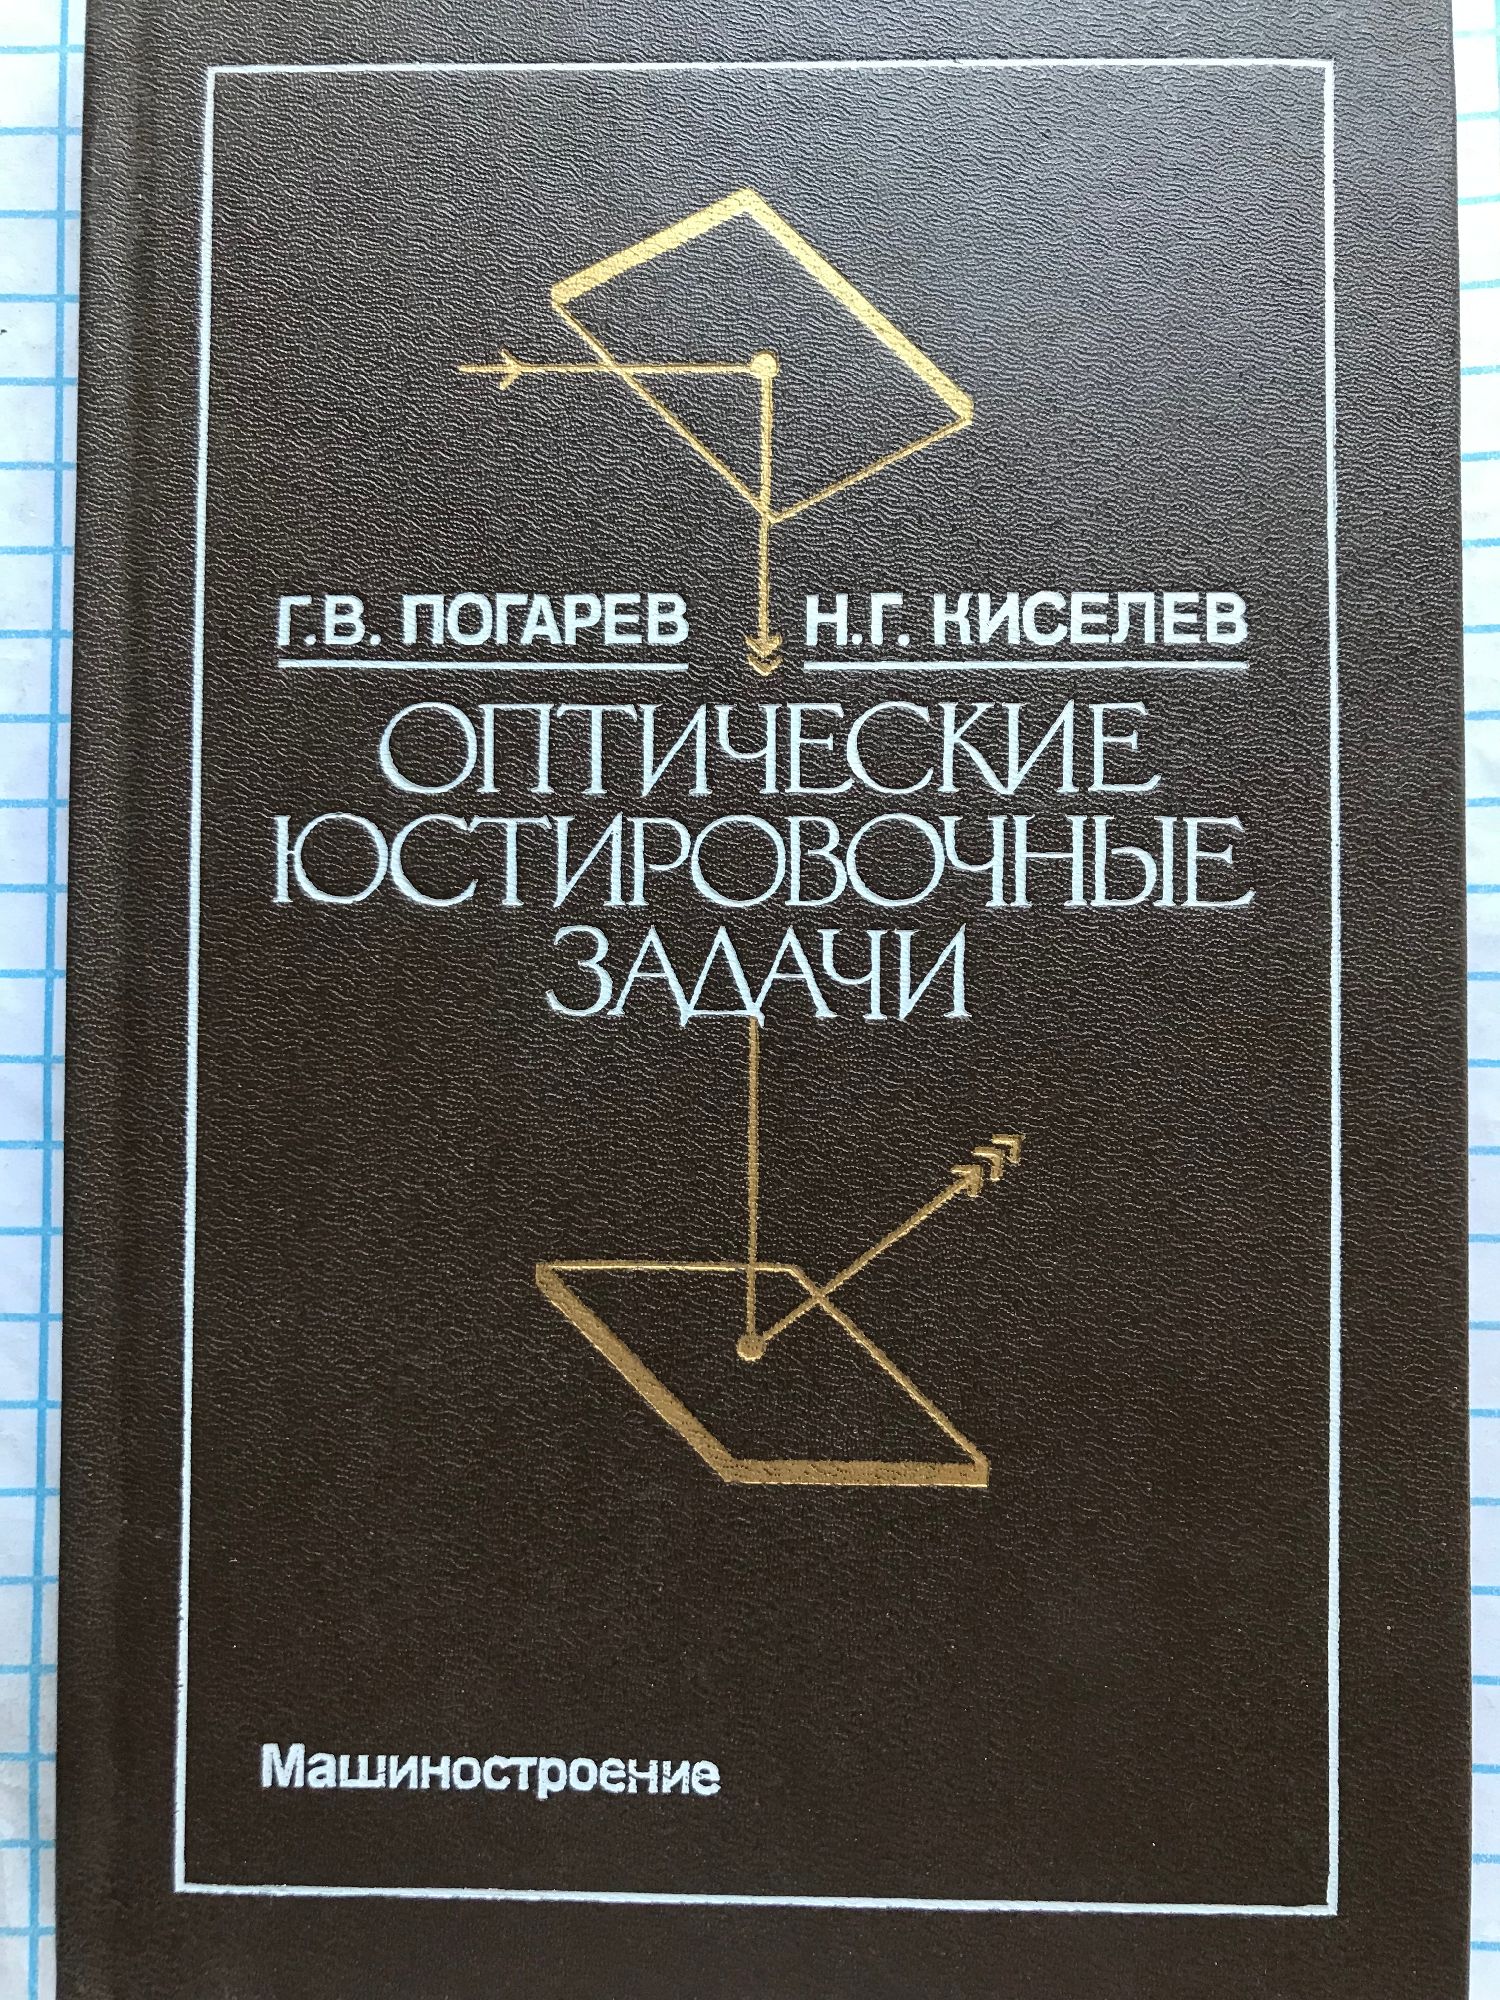 Г.В. ПОГАРЕВ Н.Г. КИСЕЛЕВ
ОПТИЧЕСКИЕ
ЮСТИРОВОЧНЫЕ
ЗАДАЧИ
Машиностроение